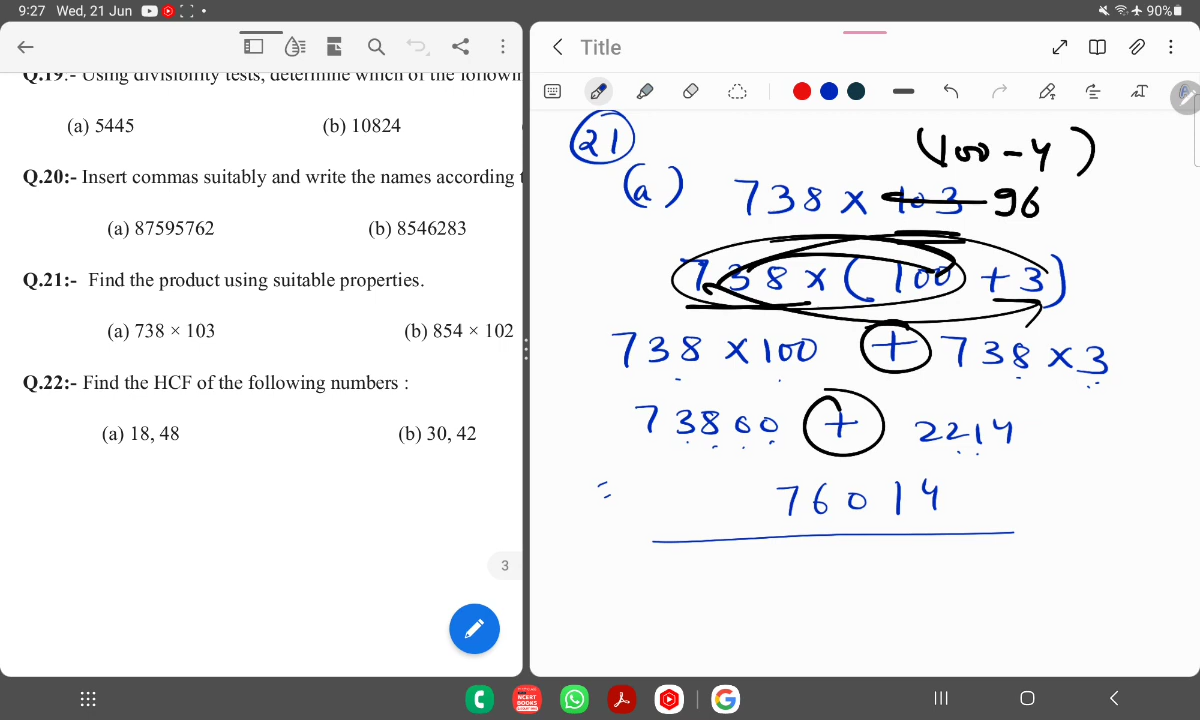 9:27 Wed, 21 Jun
90%
Q.19:- Using divisibility tests, determine which of the followin
(a) 5445 (b) 10824
Q.20:- Insert commas suitably and write the names according t
(a) 87595762 (b) 8546283
Q.21:- Find the product using suitable properties.
(a) 738 × 103 (b) 854 × 102
Q.22:- Find the HCF of the following numbers :
(a) 18, 48 (b) 30, 42
3
NCERT
BOOKS
Title
21
(100 - 4)
(a) 738 × 103 96
738 × (100 + 3)
738 × 100 + 738 × 3
73800 + 2214
= 76014